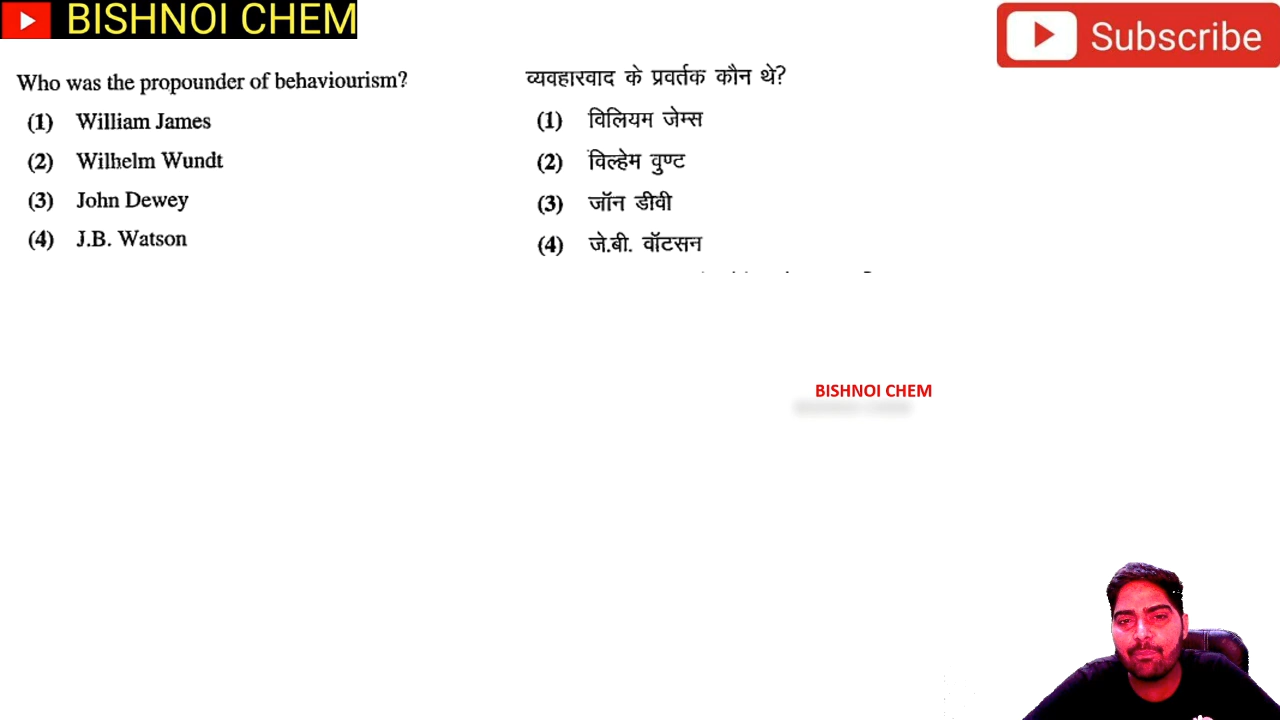 BISHNOI CHEM
Subscribe
Who was the propounder of behaviourism?
(1) William James
(2) Wilhelm Wundt
(3) John Dewey
(4) J.B. Watson
व्यवहारवाद के प्रवर्तक कौन थे?
(1) विलियम जेम्स
(2) विल्हेम वुण्ट
(3) जॉन डीवी
(4) जे.बी. वॉटसन
BISHNOI CHEM